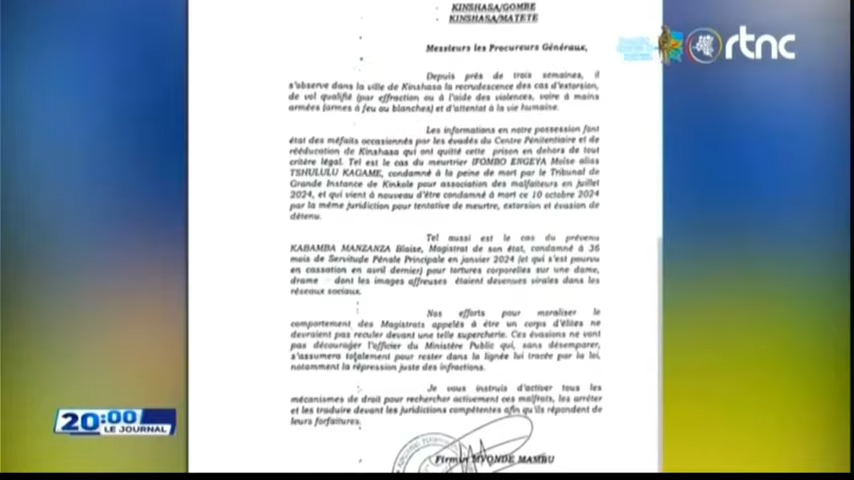 KINSHASA/GOMBE
- KINSHASA/MATETE
rtnc
Messieurs les Procureurs Généraux,
Depuis près de trois semaines, il
s'observe dans la ville de Kinshasa la recrudescence des cas d'extorsion,
de vol qualifié (par effraction ou à l'aide des violences, voire à mains
armées (armes à feu ou blanches) et d'attentat à la vie humaine.
Les informations en notre possession font
état des méfaits occasionnés par les évadés du Centre Pénitentiaire et de
rééducation de Kinshasa qui ont quitté cette prison en dehors de tout
critère légal. Tel est le cas du meurtrier IFOMBO ENGEYA Moïse alias
TSHULULU KAGAME, condamné à la peine de mort par le Tribunal de
Grande Instance de Kinkole pour association des malfaiteurs en juillet
2024, et qui vient à nouveau d'être condamné à mort ce 10 octobre 2024
par la même juridiction pour tentative de meurtre, extorsion et évasion de
détenu.
Tel aussi est le cas du prévenu
KABAMBA MANZANZA Blaise, Magistrat de son état, condamné à 36
mois de Servitude Pénale Principale en janvier 2024 (et qui s'est pourvu
en cassation en avril dernier) pour tortures corporelles sur une dame,
drame dont les images affreuses étaient devenues virales dans les
réseaux sociaux.
Nos efforts pour moraliser le
comportement des Magistrats appelés à être un corps d'élites ne
devraient pas reculer devant une telle supercherie. Ces évasions ne vont
pas décourager l'officier du Ministère Public qui, sans désemparer,
s'assumera totalement pour rester dans la lignée lui tracée par la loi,
notamment la répression juste des infractions.
Je vous instruis d'activer tous les
mécanismes de droit pour rechercher activement ces malfrats, les arrêter
et les traduire devant les juridictions compétentes afin qu'ils répondent de
leurs forfaitures.
Firmin MVONDE MAMBU
20:00
LE JOURNAL